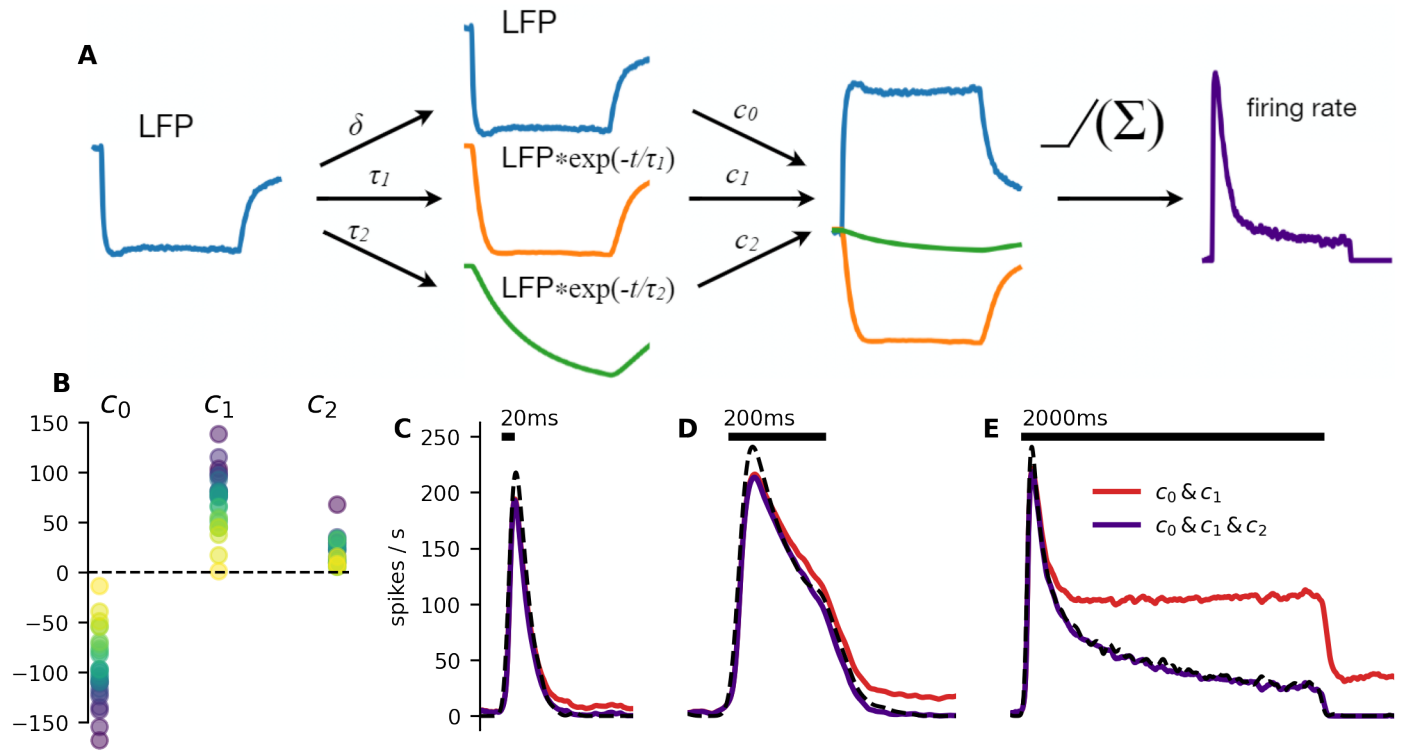 A
LFP
δ
τ1
τ2
LFP
LFP*exp(-t/τ1)
LFP*exp(-t/τ2)
c0
c1
c2
(Σ)
firing rate
B
c0
c1
c2
150
100
50
0
−50
−100
−150
C
20ms
250
200
150
100
50
0
spikes / s
D
200ms
E
2000ms
c0 & c1
c0 & c1 & c2